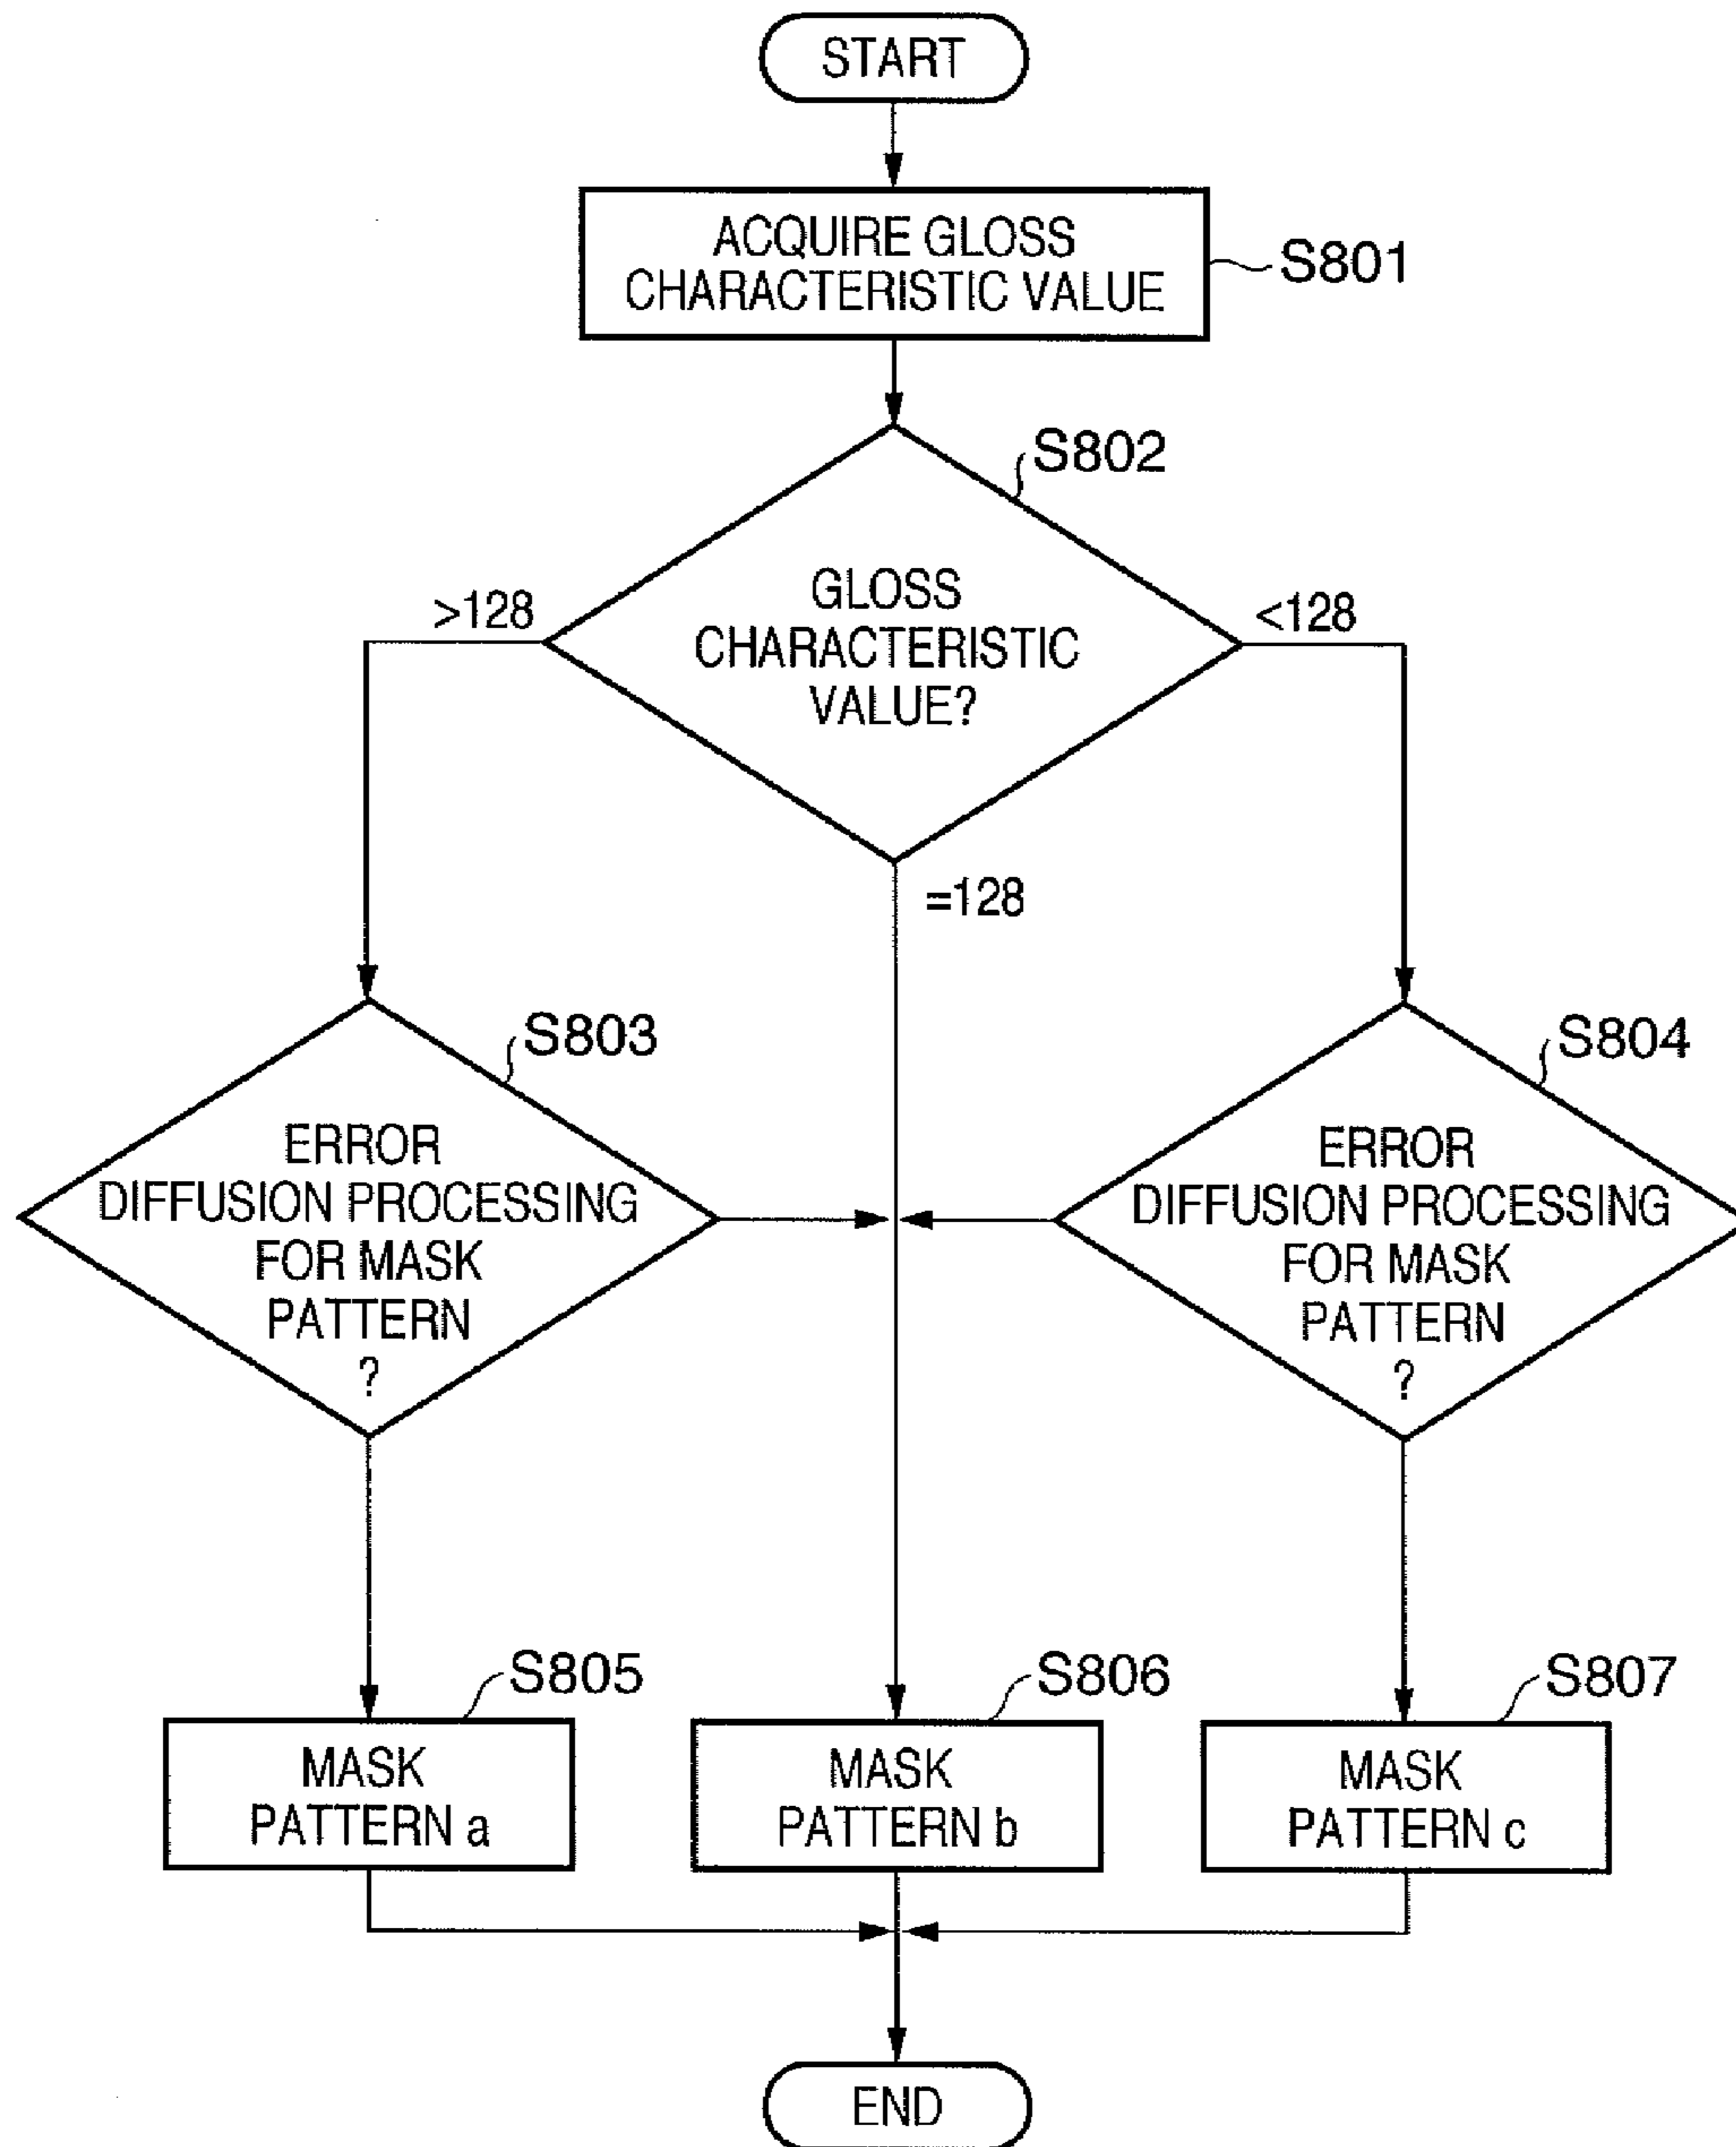 START
ACQUIRE GLOSS
CHARACTERISTIC VALUE
S801
S802
GLOSS
CHARACTERISTIC
VALUE?
>128
<128
=128
S803
ERROR
DIFFUSION PROCESSING
FOR MASK
PATTERN
?
S804
ERROR
DIFFUSION PROCESSING
FOR MASK
PATTERN
?
S805
MASK
PATTERN a
S806
MASK
PATTERN b
S807
MASK
PATTERN c
END